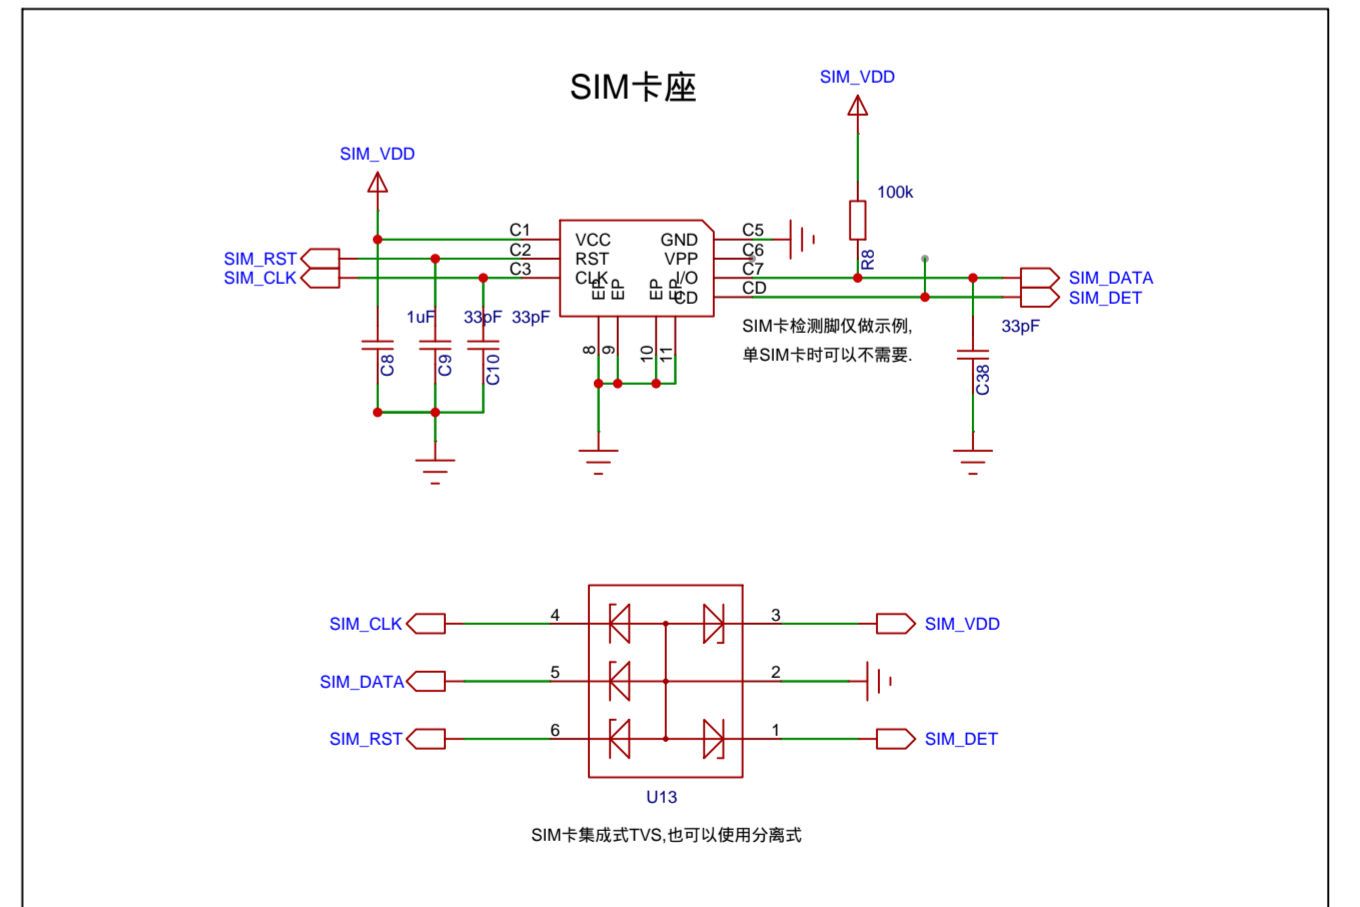 SIM卡座
SIM_VDD
SIM_VDD
100k
R8
SIM_RST
SIM_CLK
C1
C2
C3
VCC
RST
CLK
GND
VPP
I/O
CD
EP
EP
EP
EP
C5
C6
C7
CD
SIM_DATA
SIM_DET
1uF
33pF
33pF
C8
C9
C10
8
9
10
11
SIM卡检测脚仅做示例,
单SIM卡时可以不需要.
33pF
C38
SIM_CLK
4
3
SIM_VDD
SIM_DATA
5
2
SIM_RST
6
1
SIM_DET
U13
SIM卡集成式TVS,也可以使用分离式